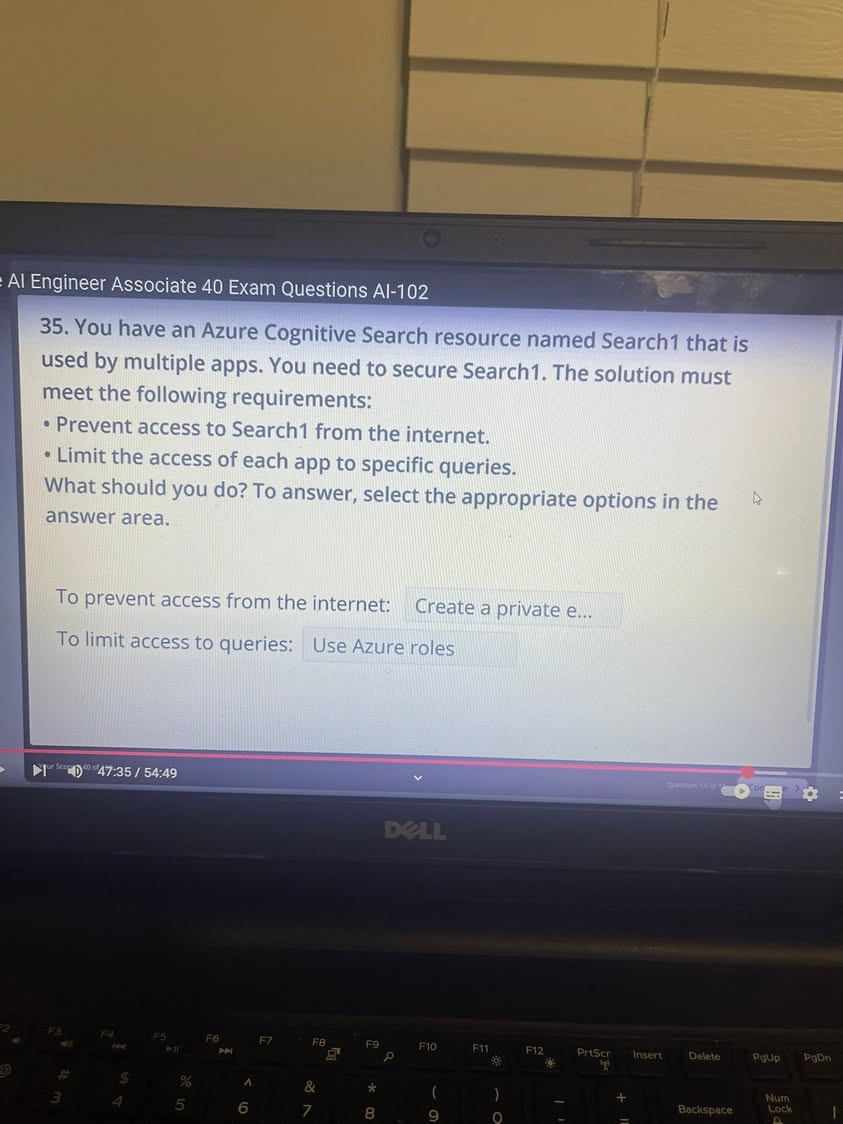 AI Engineer Associate 40 Exam Questions AI-102
35. You have an Azure Cognitive Search resource named Search1 that is
used by multiple apps. You need to secure Search1. The solution must
meet the following requirements:
• Prevent access to Search1 from the internet.
• Limit the access of each app to specific queries.
What should you do? To answer, select the appropriate options in the
answer area.
To prevent access from the internet: Create a private e...
To limit access to queries: Use Azure roles
47:35 / 54:49
DELL
F3 F4 F5 F6 F7 F8 F9 F10 F11 F12 PrtScr Insert Delete PgUp PgDn
# $ % ^ & * ( ) _ +
3 4 5 6 7 8 9 0 - = Backspace Num Lock